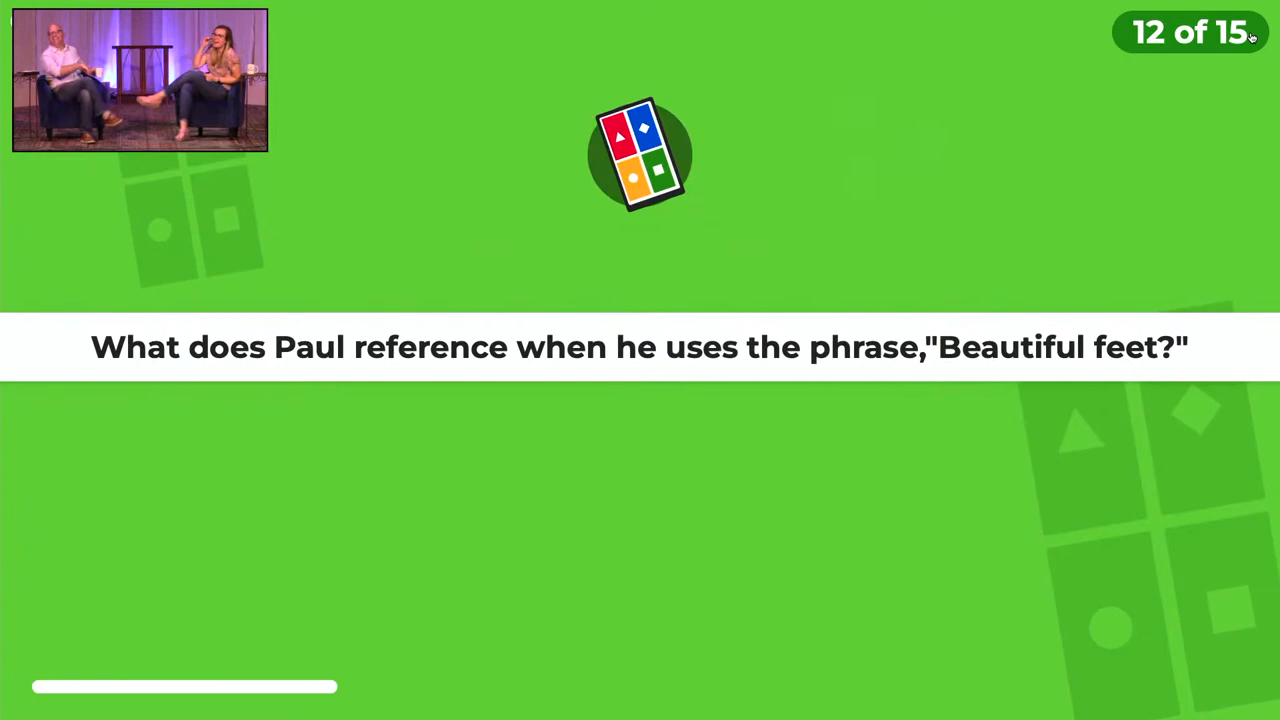 12 of 15
What does Paul reference when he uses the phrase,"Beautiful feet?"